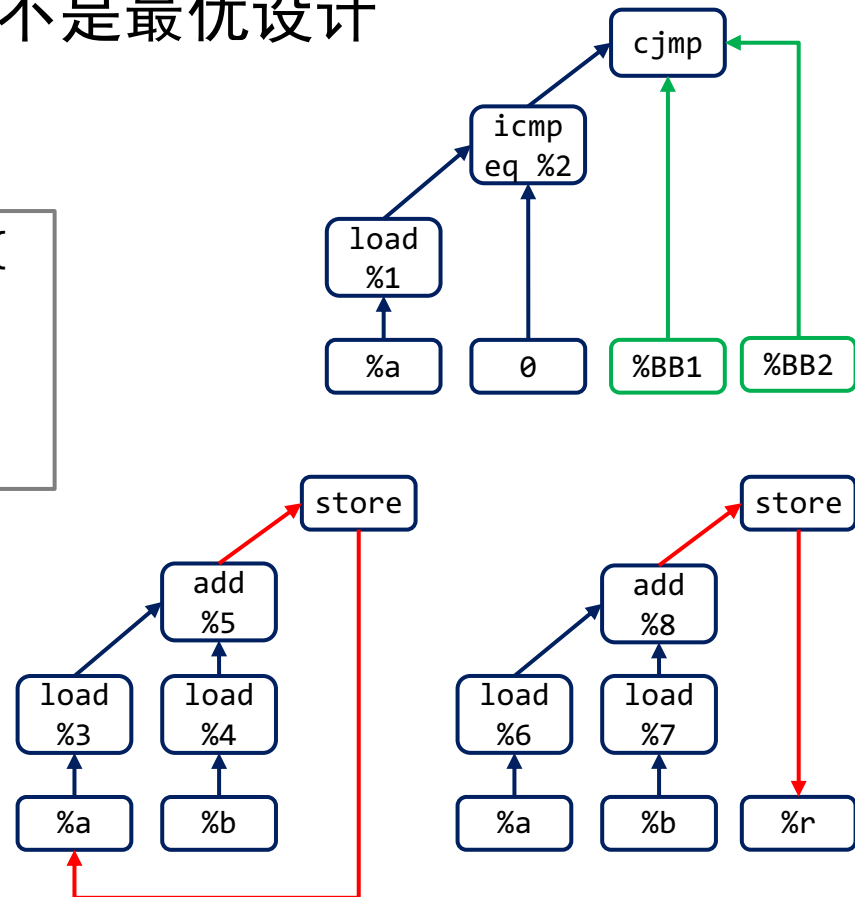 不是最优设计
{
cjmp
icmp
eq %2
load
%1
%a
0
%BB1
%BB2
store
add
%5
load
%3
load
%4
%a
%b
store
add
%8
load
%6
load
%7
%a
%b
%r